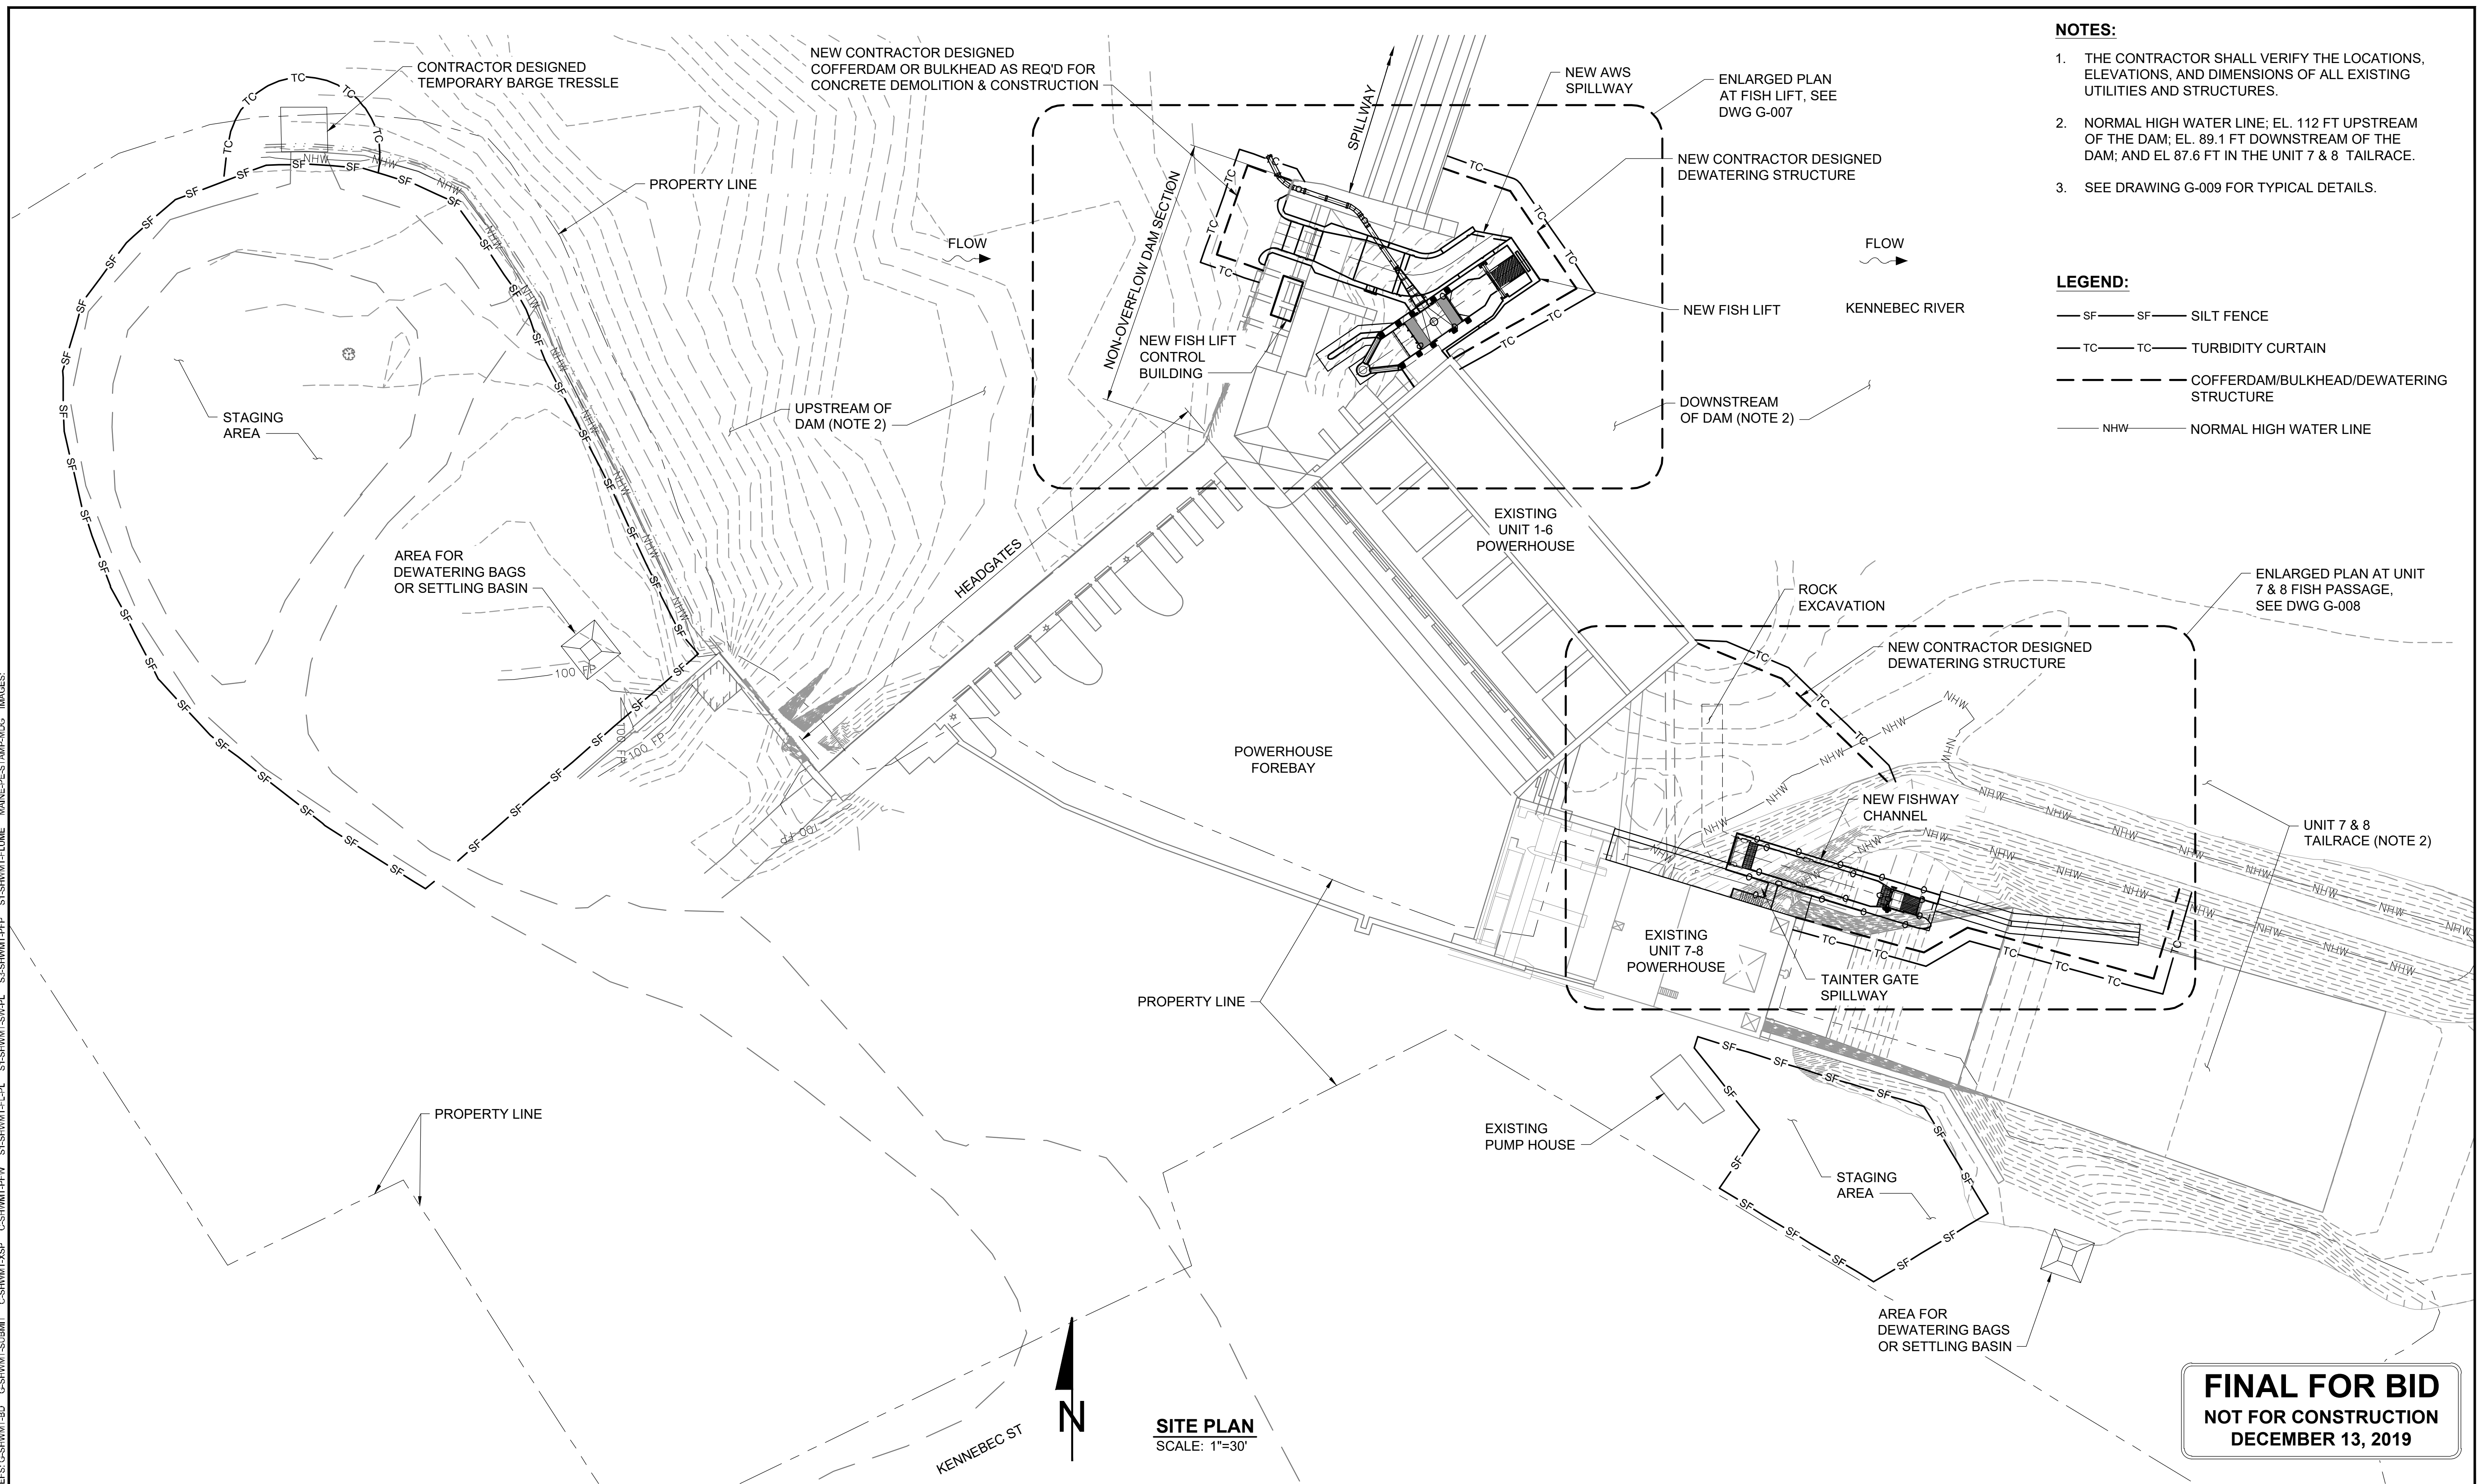 CONTRACTOR DESIGNED
TEMPORARY BARGE TRESSLE
NEW CONTRACTOR DESIGNED
COFFERDAM OR BULKHEAD AS REQ'D FOR
CONCRETE DEMOLITION & CONSTRUCTION
SPILLWAY
NEW AWS
SPILLWAY
ENLARGED PLAN
AT FISH LIFT, SEE
DWG G-007
NEW CONTRACTOR DESIGNED
DEWATERING STRUCTURE
PROPERTY LINE
NON-OVERFLOW DAM SECTION
FLOW
FLOW
KENNEBEC RIVER
NEW FISH LIFT
NEW FISH LIFT
CONTROL
BUILDING
STAGING
AREA
UPSTREAM OF
DAM (NOTE 2)
DOWNSTREAM
OF DAM (NOTE 2)
NOTES:
1. THE CONTRACTOR SHALL VERIFY THE LOCATIONS,
ELEVATIONS, AND DIMENSIONS OF ALL EXISTING
UTILITIES AND STRUCTURES.
2. NORMAL HIGH WATER LINE; EL. 112 FT UPSTREAM
OF THE DAM; EL. 89.1 FT DOWNSTREAM OF THE
DAM; AND EL 87.6 FT IN THE UNIT 7 & 8 TAILRACE.
3. SEE DRAWING G-009 FOR TYPICAL DETAILS.
LEGEND:
SF SF SILT FENCE
TC TC TURBIDITY CURTAIN
COFFERDAM/BULKHEAD/DEWATERING
STRUCTURE
NHW NORMAL HIGH WATER LINE
AREA FOR
DEWATERING BAGS
OR SETTLING BASIN
100 FP
100 FP
100 FP
100 FP
HEADGATES
EXISTING
UNIT 1-6
POWERHOUSE
ROCK
EXCAVATION
ENLARGED PLAN AT UNIT
7 & 8 FISH PASSAGE,
SEE DWG G-008
NEW CONTRACTOR DESIGNED
DEWATERING STRUCTURE
POWERHOUSE
FOREBAY
NEW FISHWAY
CHANNEL
UNIT 7 & 8
TAILRACE (NOTE 2)
EXISTING
UNIT 7-8
POWERHOUSE
TAINTER GATE
SPILLWAY
PROPERTY LINE
PROPERTY LINE
EXISTING
PUMP HOUSE
STAGING
AREA
AREA FOR
DEWATERING BAGS
OR SETTLING BASIN
KENNEBEC ST
N
SITE PLAN
SCALE: 1"=30'
FINAL FOR BID
NOT FOR CONSTRUCTION
DECEMBER 13, 2019